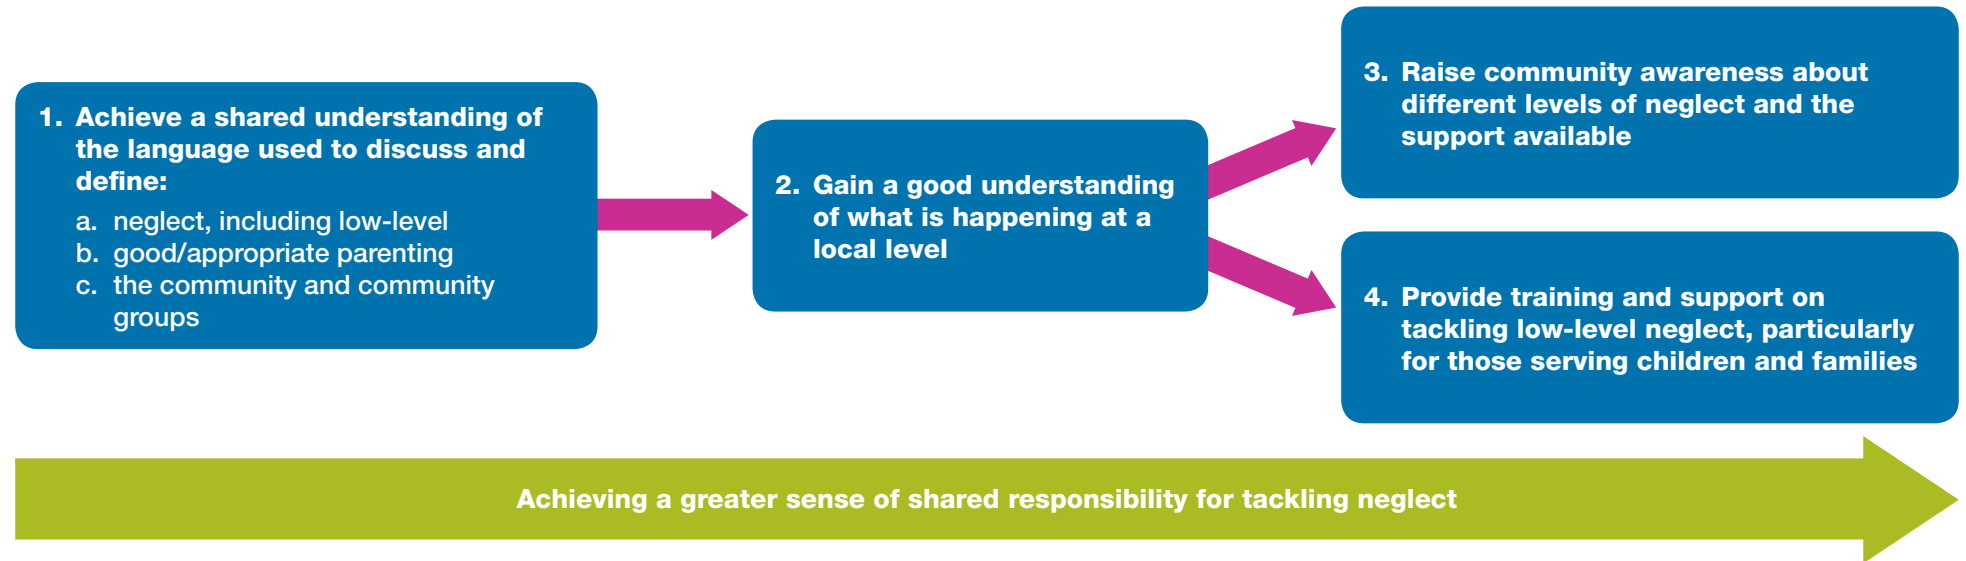 1. Achieve a shared understanding of
the language used to discuss and
define:
a. neglect, including low-level
b. good/appropriate parenting
c. the community and community
groups
2. Gain a good understanding
of what is happening at a
local level
3. Raise community awareness about
different levels of neglect and the
support available
4. Provide training and support on
tackling low-level neglect, particularly
for those serving children and families
Achieving a greater sense of shared responsibility for tackling neglect